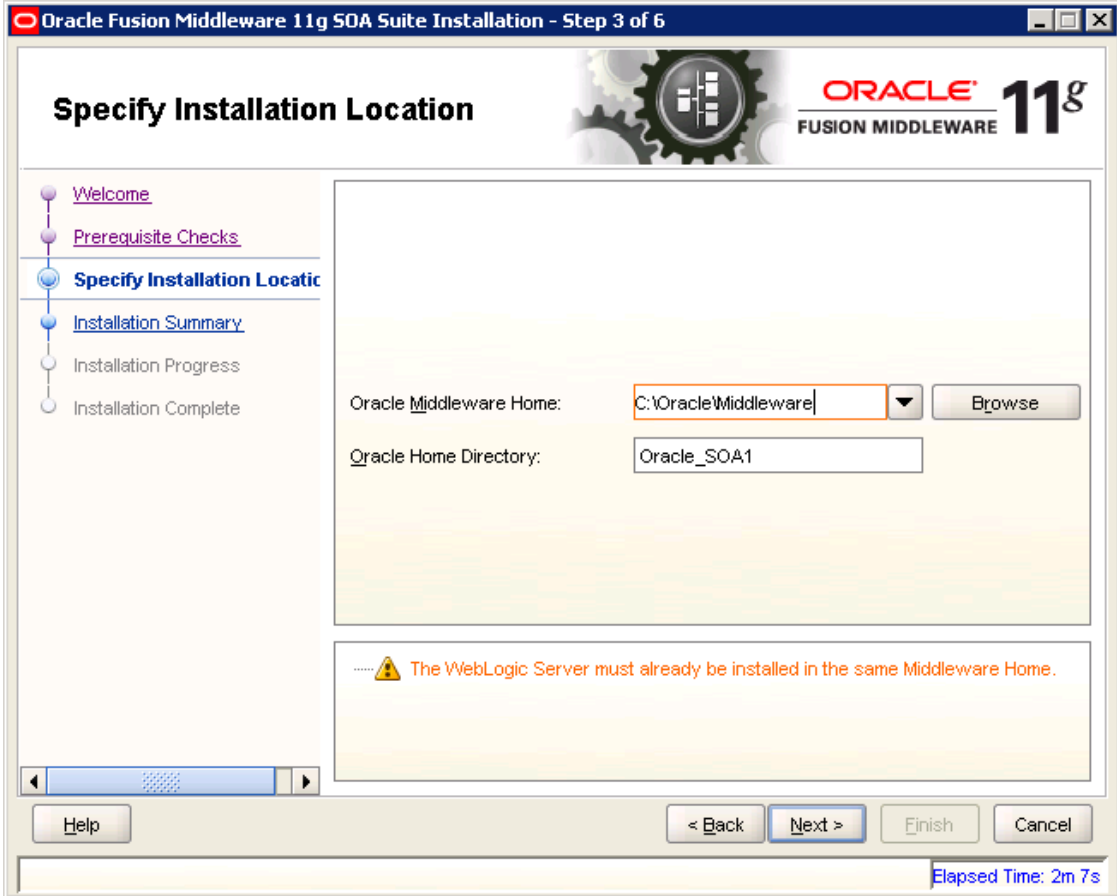 Oracle Fusion Middleware 11g SOA Suite Installation - Step 3 of 6
Specify Installation Location
ORACLE 11g
FUSION MIDDLEWARE
Welcome
Prerequisite Checks
Specify Installation Locatic
Installation Summary
Installation Progress
Installation Complete
Oracle Middleware Home: C:\Oracle\Middleware Browse
Oracle Home Directory: Oracle_SOA1
The WebLogic Server must already be installed in the same Middleware Home.
Help < Back Next > Finish Cancel
Elapsed Time: 2m 7s